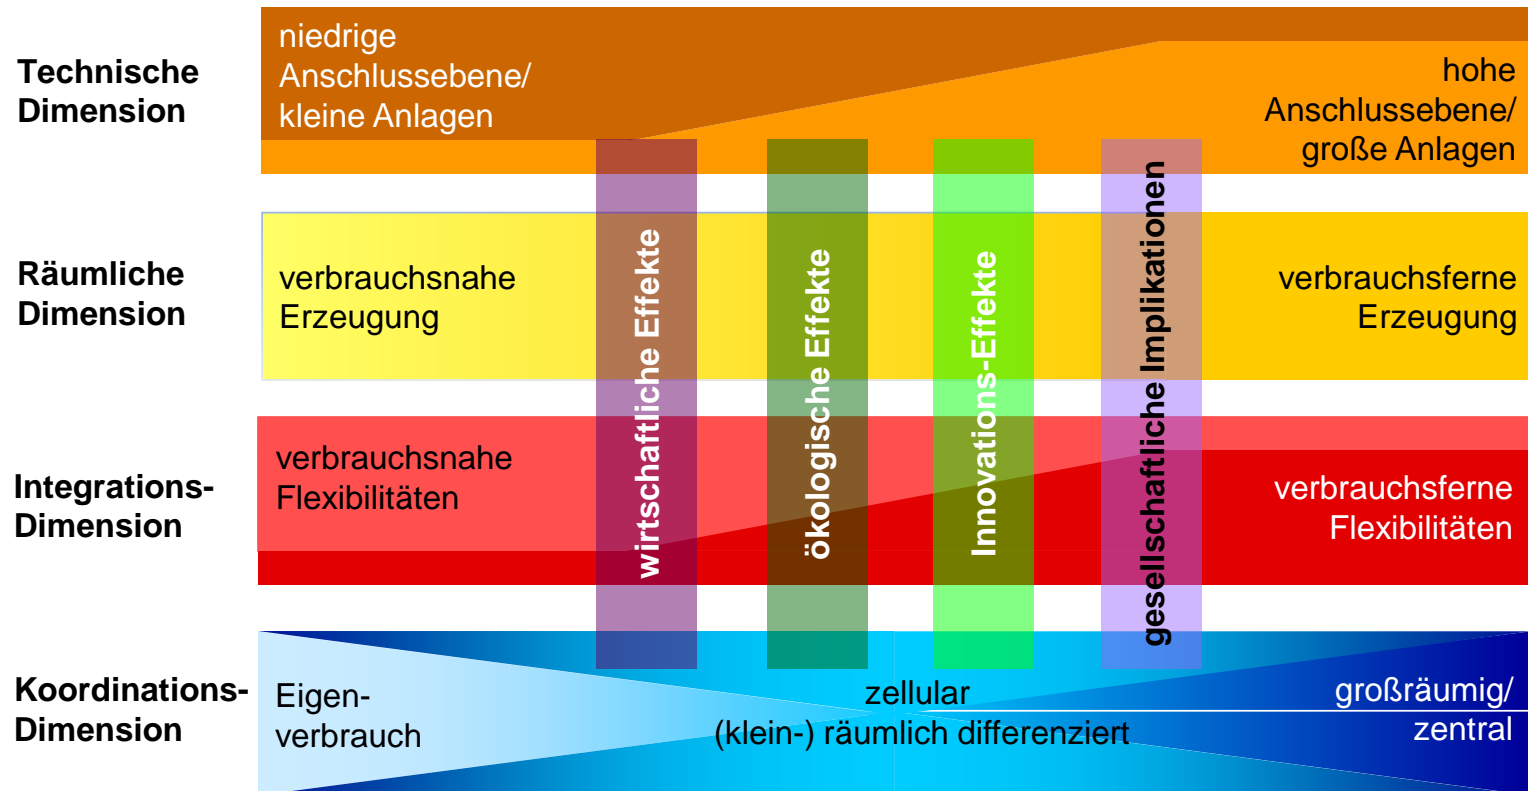 Technische
Dimension
niedrige
Anschlussebene/
kleine Anlagen
hohe
Anschlussebene/
große Anlagen
Räumliche
Dimension
verbrauchsnahe
Erzeugung
verbrauchsferne
Erzeugung
Integrations-
Dimension
verbrauchsnahe
Flexibilitäten
verbrauchsferne
Flexibilitäten
Koordinations-
Dimension
Eigen-
verbrauch
zellular
(klein-) räumlich differenziert
großräumig/
zentral
wirtschaftliche Effekte
ökologische Effekte
Innovations-Effekte
gesellschaftliche Implikationen